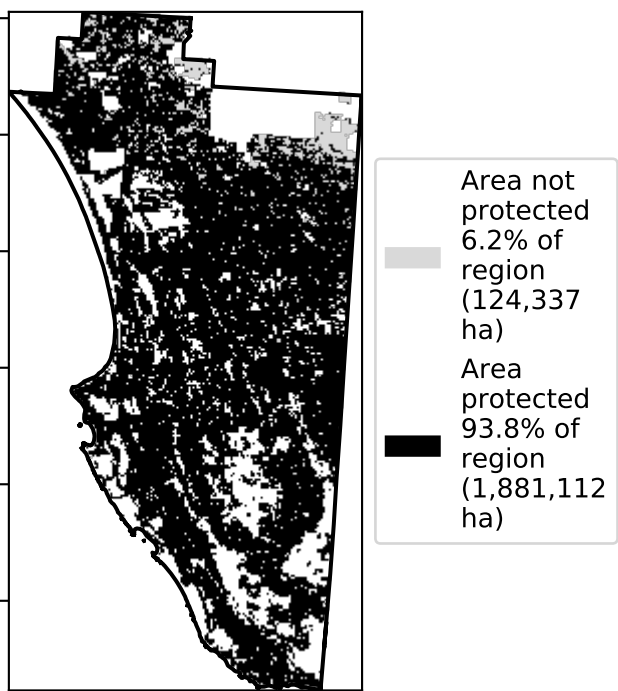 Area not
protected
6.2% of
region
(124,337
ha)
Area
protected
93.8% of
region
(1,881,112
ha)